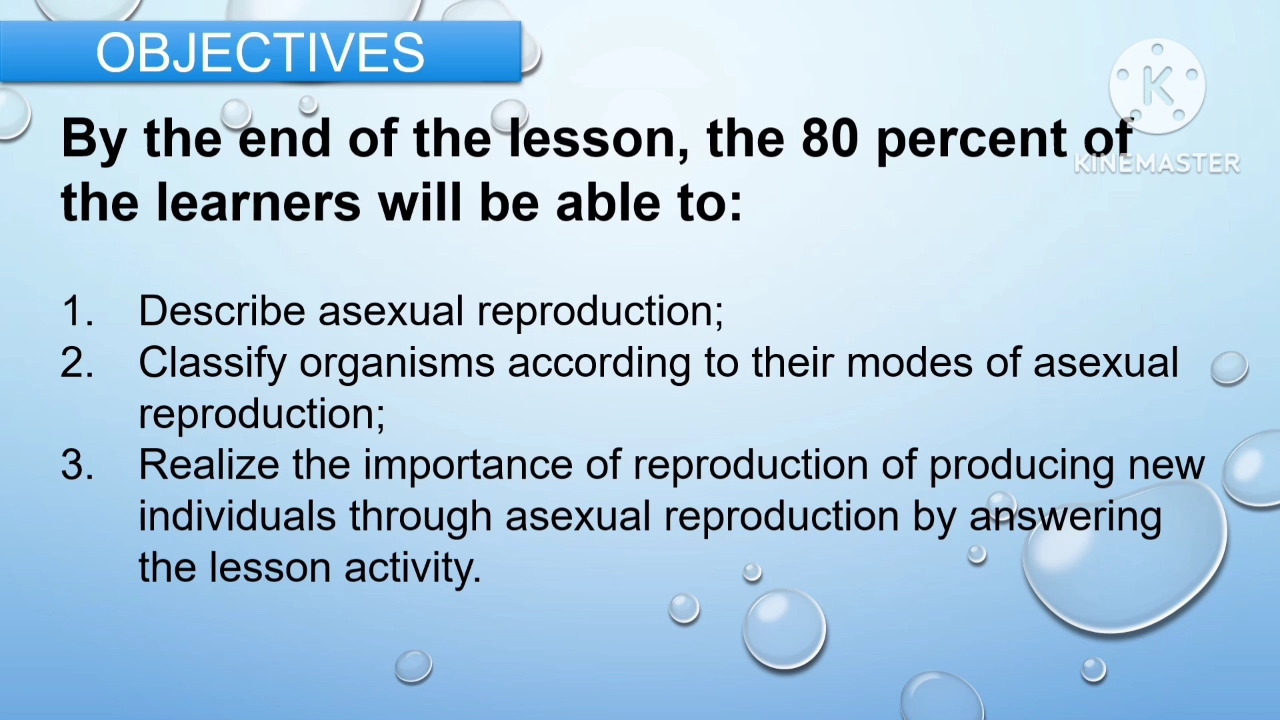 OBJECTIVES
K
KINEMASTER
By the end of the lesson, the 80 percent of
the learners will be able to:
1. Describe asexual reproduction;
2. Classify organisms according to their modes of asexual
reproduction;
3. Realize the importance of reproduction of producing new
individuals through asexual reproduction by answering
the lesson activity.